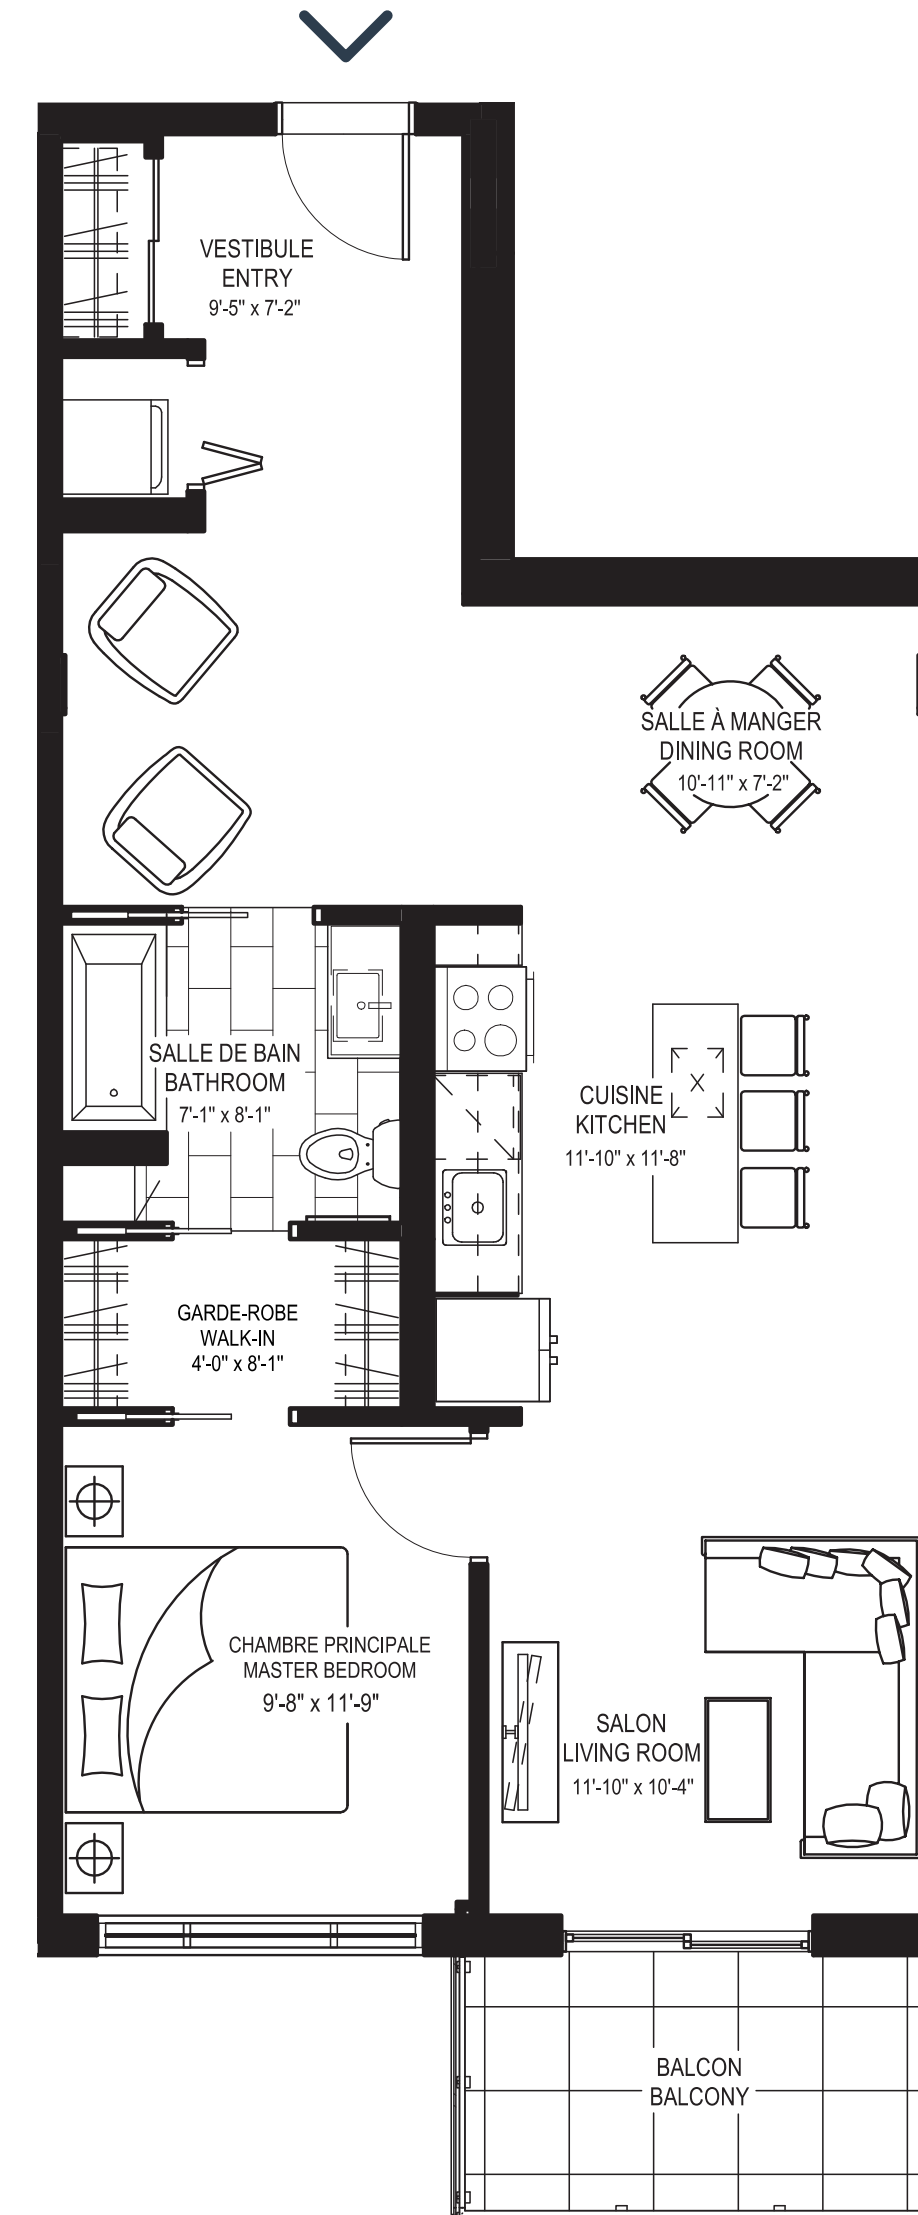 VESTIBULE
ENTRY
9'-5" x 7'-2"
SALLE À MANGER
DINING ROOM
10'-11" x 7'-2"
SALLE DE BAIN
BATHROOM
7'-1" x 8'-1"
CUISINE
KITCHEN
11'-10" x 11'-8"
GARDE-ROBE
WALK-IN
4'-0" x 8'-1"
CHAMBRE PRINCIPALE
MASTER BEDROOM
9'-8" x 11'-9"
SALON
LIVING ROOM
11'-10" x 10'-4"
BALCON
BALCONY